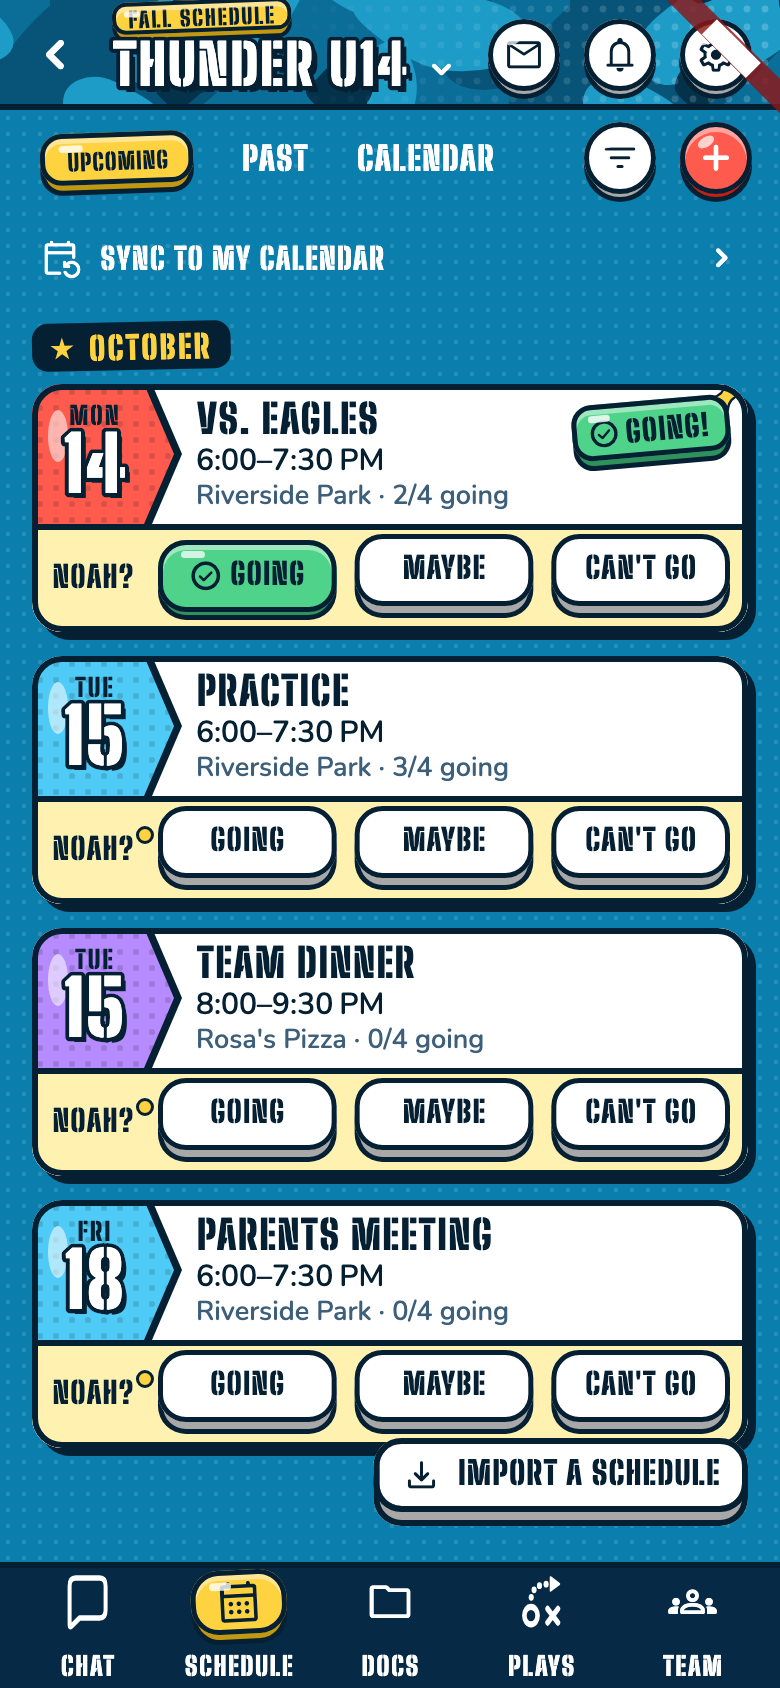 FALL SCHEDULE
THUNDER U14
UPCOMING
PAST
CALENDAR
SYNC TO MY CALENDAR
★ OCTOBER
MON
14
VS. EAGLES
6:00–7:30 PM
Riverside Park · 2/4 going
GOING!
NOAH?
GOING
MAYBE
CAN'T GO
TUE
15
PRACTICE
6:00–7:30 PM
Riverside Park · 3/4 going
NOAH?
GOING
MAYBE
CAN'T GO
TUE
15
TEAM DINNER
8:00–9:30 PM
Rosa's Pizza · 0/4 going
NOAH?
GOING
MAYBE
CAN'T GO
FRI
18
PARENTS MEETING
6:00–7:30 PM
Riverside Park · 0/4 going
NOAH?
GOING
MAYBE
CAN'T GO
IMPORT A SCHEDULE
CHAT
SCHEDULE
DOCS
PLAYS
TEAM